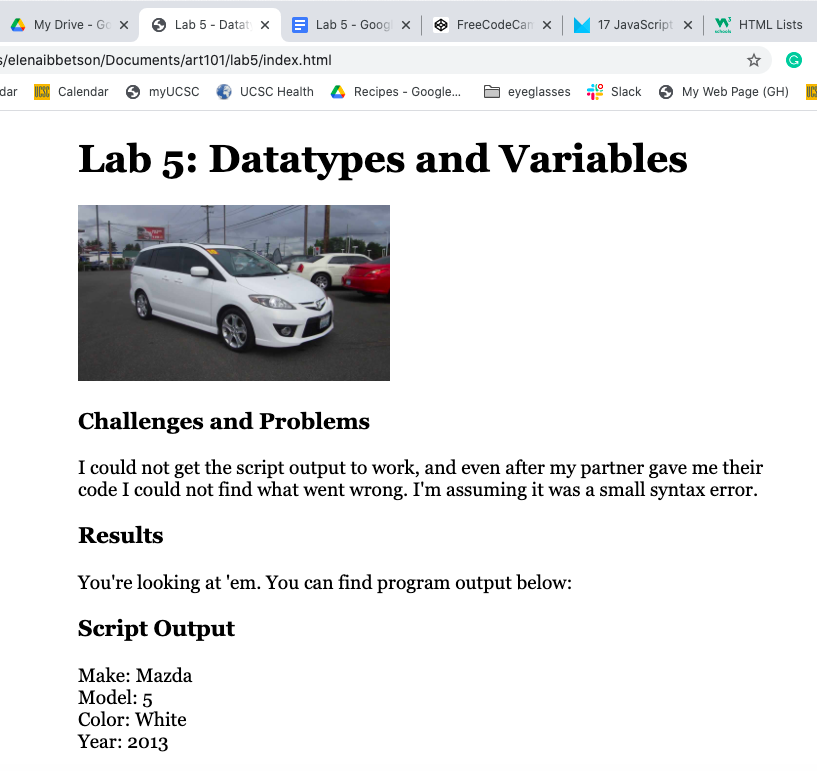 My Drive - Go
Lab 5 - Datat
Lab 5 - Googl
FreeCodeCam
17 JavaScript
HTML Lists
s/elenaibbetson/Documents/art101/lab5/index.html
dar
Calendar
myUCSC
UCSC Health
Recipes - Google...
eyeglasses
Slack
My Web Page (GH)
Lab 5: Datatypes and Variables
Challenges and Problems
I could not get the script output to work, and even after my partner gave me their
code I could not find what went wrong. I'm assuming it was a small syntax error.
Results
You're looking at 'em. You can find program output below:
Script Output
Make: Mazda
Model: 5
Color: White
Year: 2013